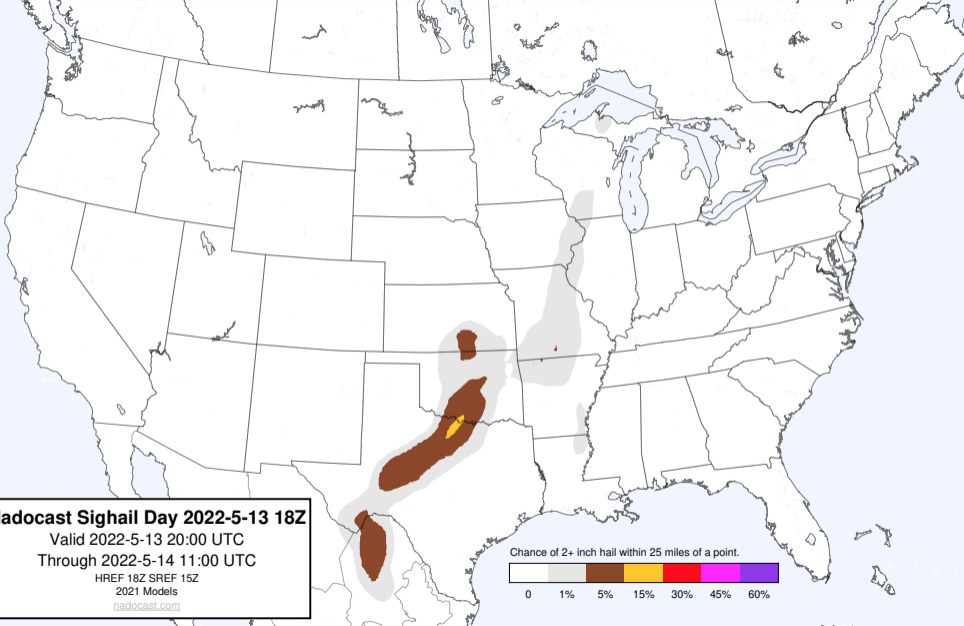 adocast Sighail Day 2022-5-13 18Z
Valid 2022-5-13 20:00 UTC
Through 2022-5-14 11:00 UTC
HREF 18Z SREF 15Z
2021 Models
nadocast.com
Chance of 2+ inch hail within 25 miles of a point.
0 1% 5% 15% 30% 45% 60%